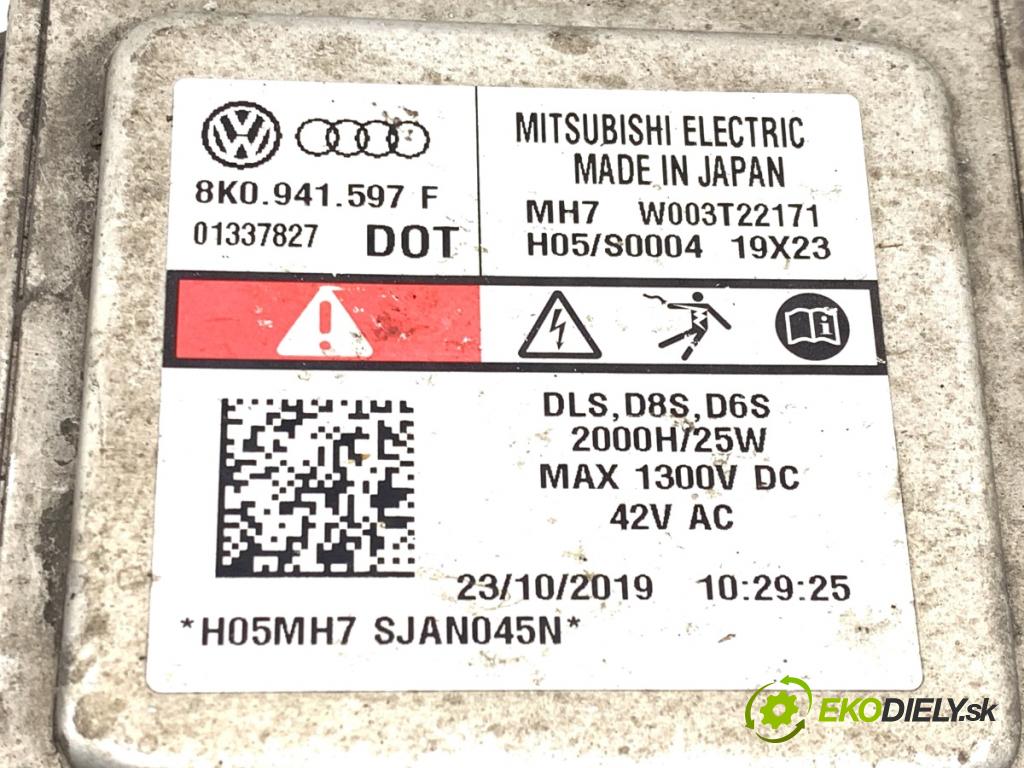 8K0.941.597 F
01337827 DOT
MITSUBISHI ELECTRIC
MADE IN JAPAN
MH7 W003T22171
H05/S0004 19X23
DLS,D8S,D6S
2000H/25W
MAX 1300V DC
42V AC
23/10/2019 10:29:25
*H05MH7 SJAN045N*
EKODIELY.sk